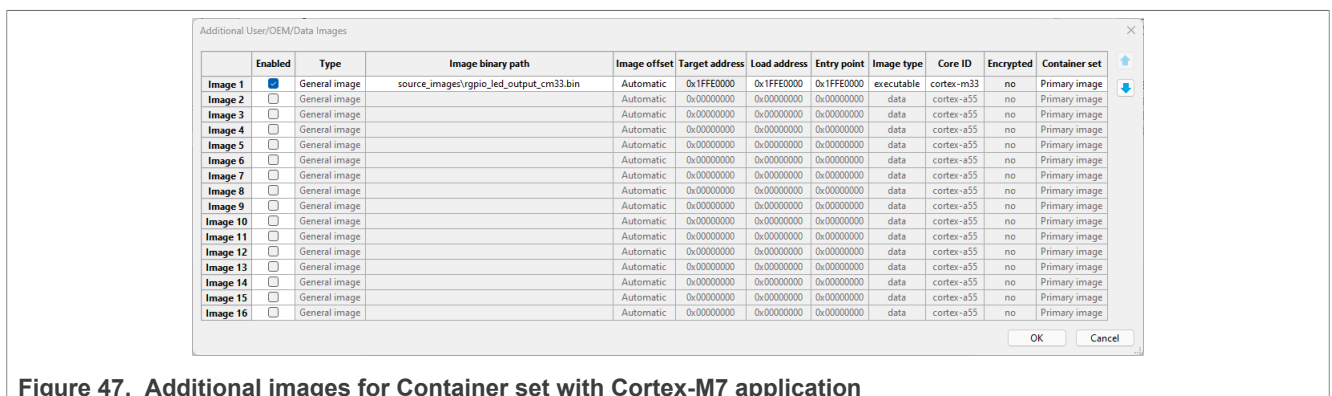 Additional User/OEM/Data Images
Enabled Type Image binary path Image offset Target address Load address Entry point Image type Core ID Encrypted Container set
Image 1 General image source_images\rgpio_led_output_cm33.bin Automatic 0x1FFE0000 0x1FFE0000 0x1FFE0000 executable cortex-m33 no Primary image
Image 2 General image Automatic 0x00000000 0x00000000 0x00000000 data cortex-a55 no Primary image
Image 3 General image Automatic 0x00000000 0x00000000 0x00000000 data cortex-a55 no Primary image
Image 4 General image Automatic 0x00000000 0x00000000 0x00000000 data cortex-a55 no Primary image
Image 5 General image Automatic 0x00000000 0x00000000 0x00000000 data cortex-a55 no Primary image
Image 6 General image Automatic 0x00000000 0x00000000 0x00000000 data cortex-a55 no Primary image
Image 7 General image Automatic 0x00000000 0x00000000 0x00000000 data cortex-a55 no Primary image
Image 8 General image Automatic 0x00000000 0x00000000 0x00000000 data cortex-a55 no Primary image
Image 9 General image Automatic 0x00000000 0x00000000 0x00000000 data cortex-a55 no Primary image
Image 10 General image Automatic 0x00000000 0x00000000 0x00000000 data cortex-a55 no Primary image
Image 11 General image Automatic 0x00000000 0x00000000 0x00000000 data cortex-a55 no Primary image
Image 12 General image Automatic 0x00000000 0x00000000 0x00000000 data cortex-a55 no Primary image
Image 13 General image Automatic 0x00000000 0x00000000 0x00000000 data cortex-a55 no Primary image
Image 14 General image Automatic 0x00000000 0x00000000 0x00000000 data cortex-a55 no Primary image
Image 15 General image Automatic 0x00000000 0x00000000 0x00000000 data cortex-a55 no Primary image
Image 16 General image Automatic 0x00000000 0x00000000 0x00000000 data cortex-a55 no Primary image
OK Cancel
Figure 47. Additional images for Container set with Cortex-M7 application